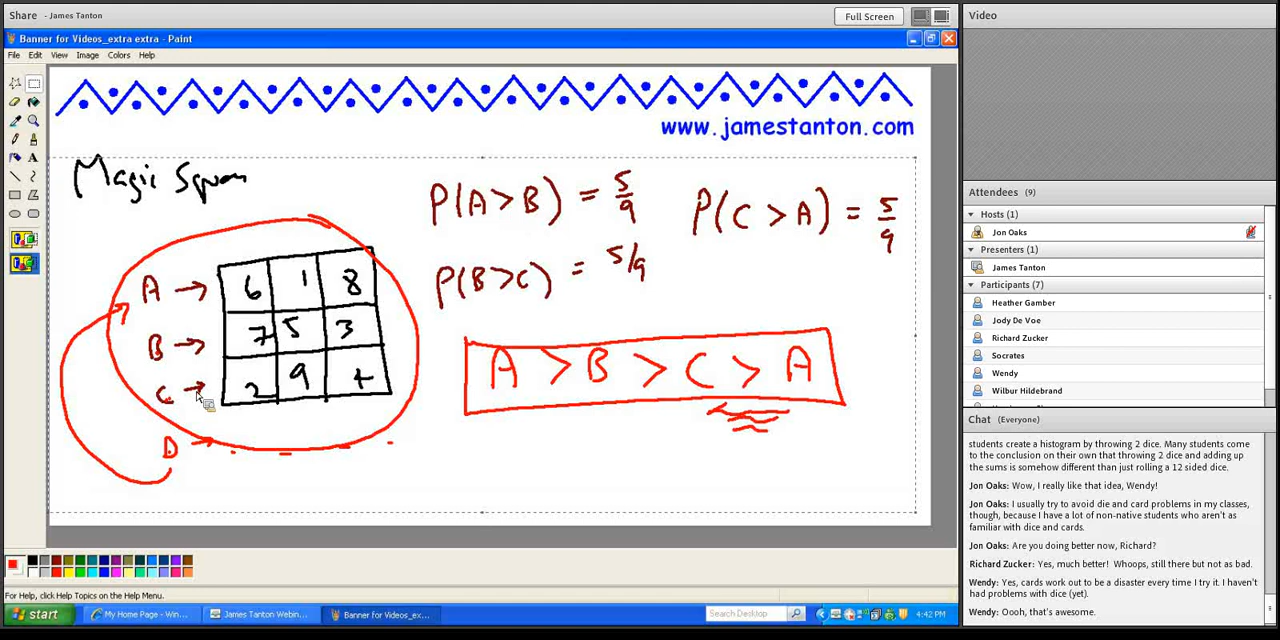 Share - James Tanton
Full Screen
Video
Banner for Videos_extra extra - Paint
File Edit View Image Colors Help
www.jamestanton.com
Magic Squar
P(A>B) = 5/9
P(C>A) = 5/9
P(B>C) = 5/9
A → 6 1 8
B → 7 5 3
C → 2 9 4
D →
A > B > C > A
For Help, click Help Topics on the Help Menu.
start
My Home Page - Win...
James Tanton Webin...
Banner for Videos_ex...
Search Desktop
4:42 PM
Attendees (9)
Hosts (1)
Jon Oaks
Presenters (1)
James Tanton
Participants (7)
Heather Gamber
Jody De Voe
Richard Zucker
Socrates
Wendy
Wilbur Hildebrand
Chat (Everyone)
students create a histogram by throwing 2 dice. Many students come
to the conclusion on their own that throwing 2 dice and adding up
the sums is somehow different than just rolling a 12 sided dice.
Jon Oaks: Wow, I really like that idea, Wendy!
Jon Oaks: I usually try to avoid die and card problems in my classes,
though, because I have a lot of non-native students who aren't as
familiar with dice and cards.
Jon Oaks: Are you doing better now, Richard?
Richard Zucker: Yes, much better! Whoops, still there but not as bad.
Wendy: Yes, cards work out to be a disaster every time I try it. I haven't
had problems with dice (yet).
Wendy: Oooh, that's awesome.